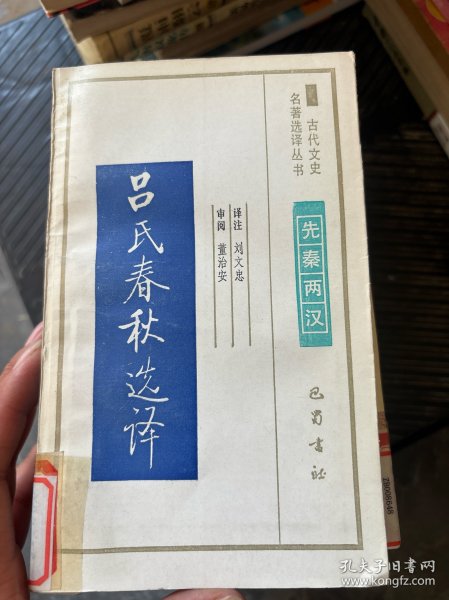 古代文史
名著选译丛书
先秦两汉
译注 刘文忠
审阅 董治安
吕氏春秋选译
巴蜀书社
Z9008646
孔夫子旧书网
www.kongfz.com